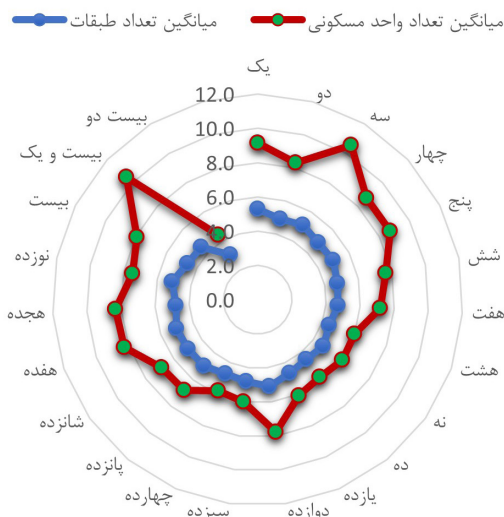 میانگین تعداد واحد مسکونی
میانگین تعداد طبقات
یک
دو
سه
چهار
پنج
شش
هفت
هشت
نه
ده
یازده
دوازده
سیزده
چهارده
پانزده
شانزده
هفده
هجده
نوزده
بیست
بیست و یک
بیست دو
12.0
10.0
8.0
6.0
4.0
2.0
0.0